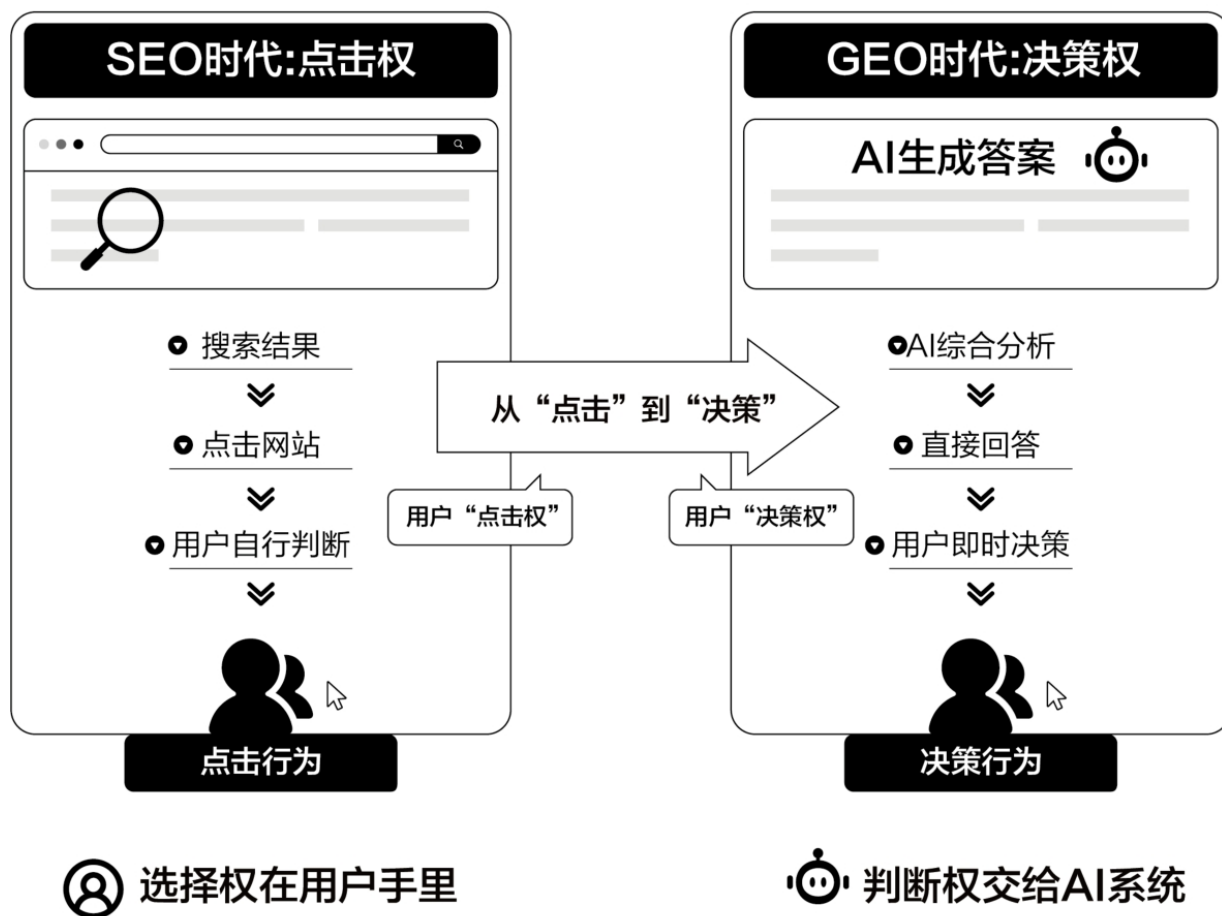 SEO时代:点击权
搜索结果
点击网站
用户自行判断
点击行为
选择权在用户手里
从“点击”到“决策”
用户“点击权”
用户“决策权”
GEO时代:决策权
AI生成答案
AI综合分析
直接回答
用户即时决策
决策行为
判断权交给AI系统